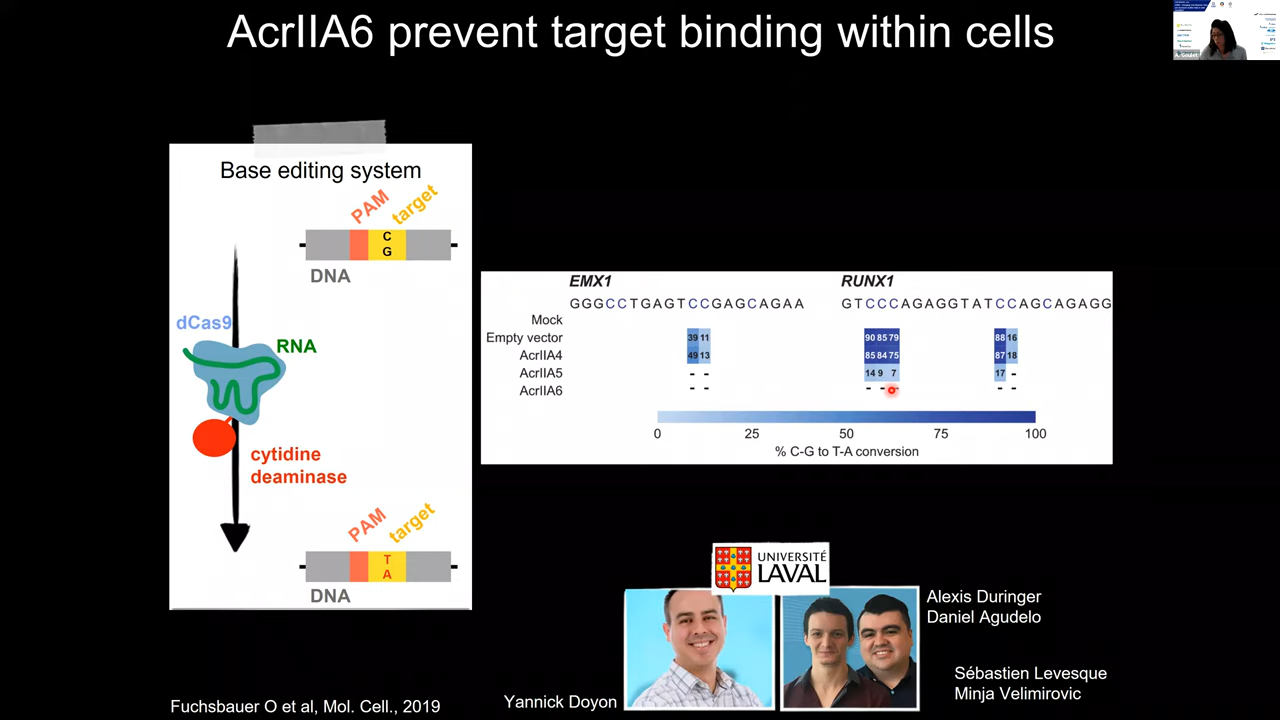 AcrIIA6 prevent target binding within cells
A. Goulet
Base editing system
PAM
target
C
G
DNA
dCas9
RNA
cytidine
deaminase
PAM
target
T
A
DNA
EMX1
RUNX1
GGGCCTGAGTCCGAGCAGAA
GTCCCAGAGGTATCCAGCAGAGG
Mock
Empty vector 39 11 90 85 79 88 16
AcrIIA4 49 13 85 84 75 87 18
AcrIIA5 - - 14 9 7 17 -
AcrIIA6 - - - - - - -
0 25 50 75 100
% C-G to T-A conversion
UNIVERSITÉ
LAVAL
Alexis Duringer
Daniel Agudelo
Sébastien Levesque
Minja Velimirovic
Yannick Doyon
Fuchsbauer O et al, Mol. Cell., 2019